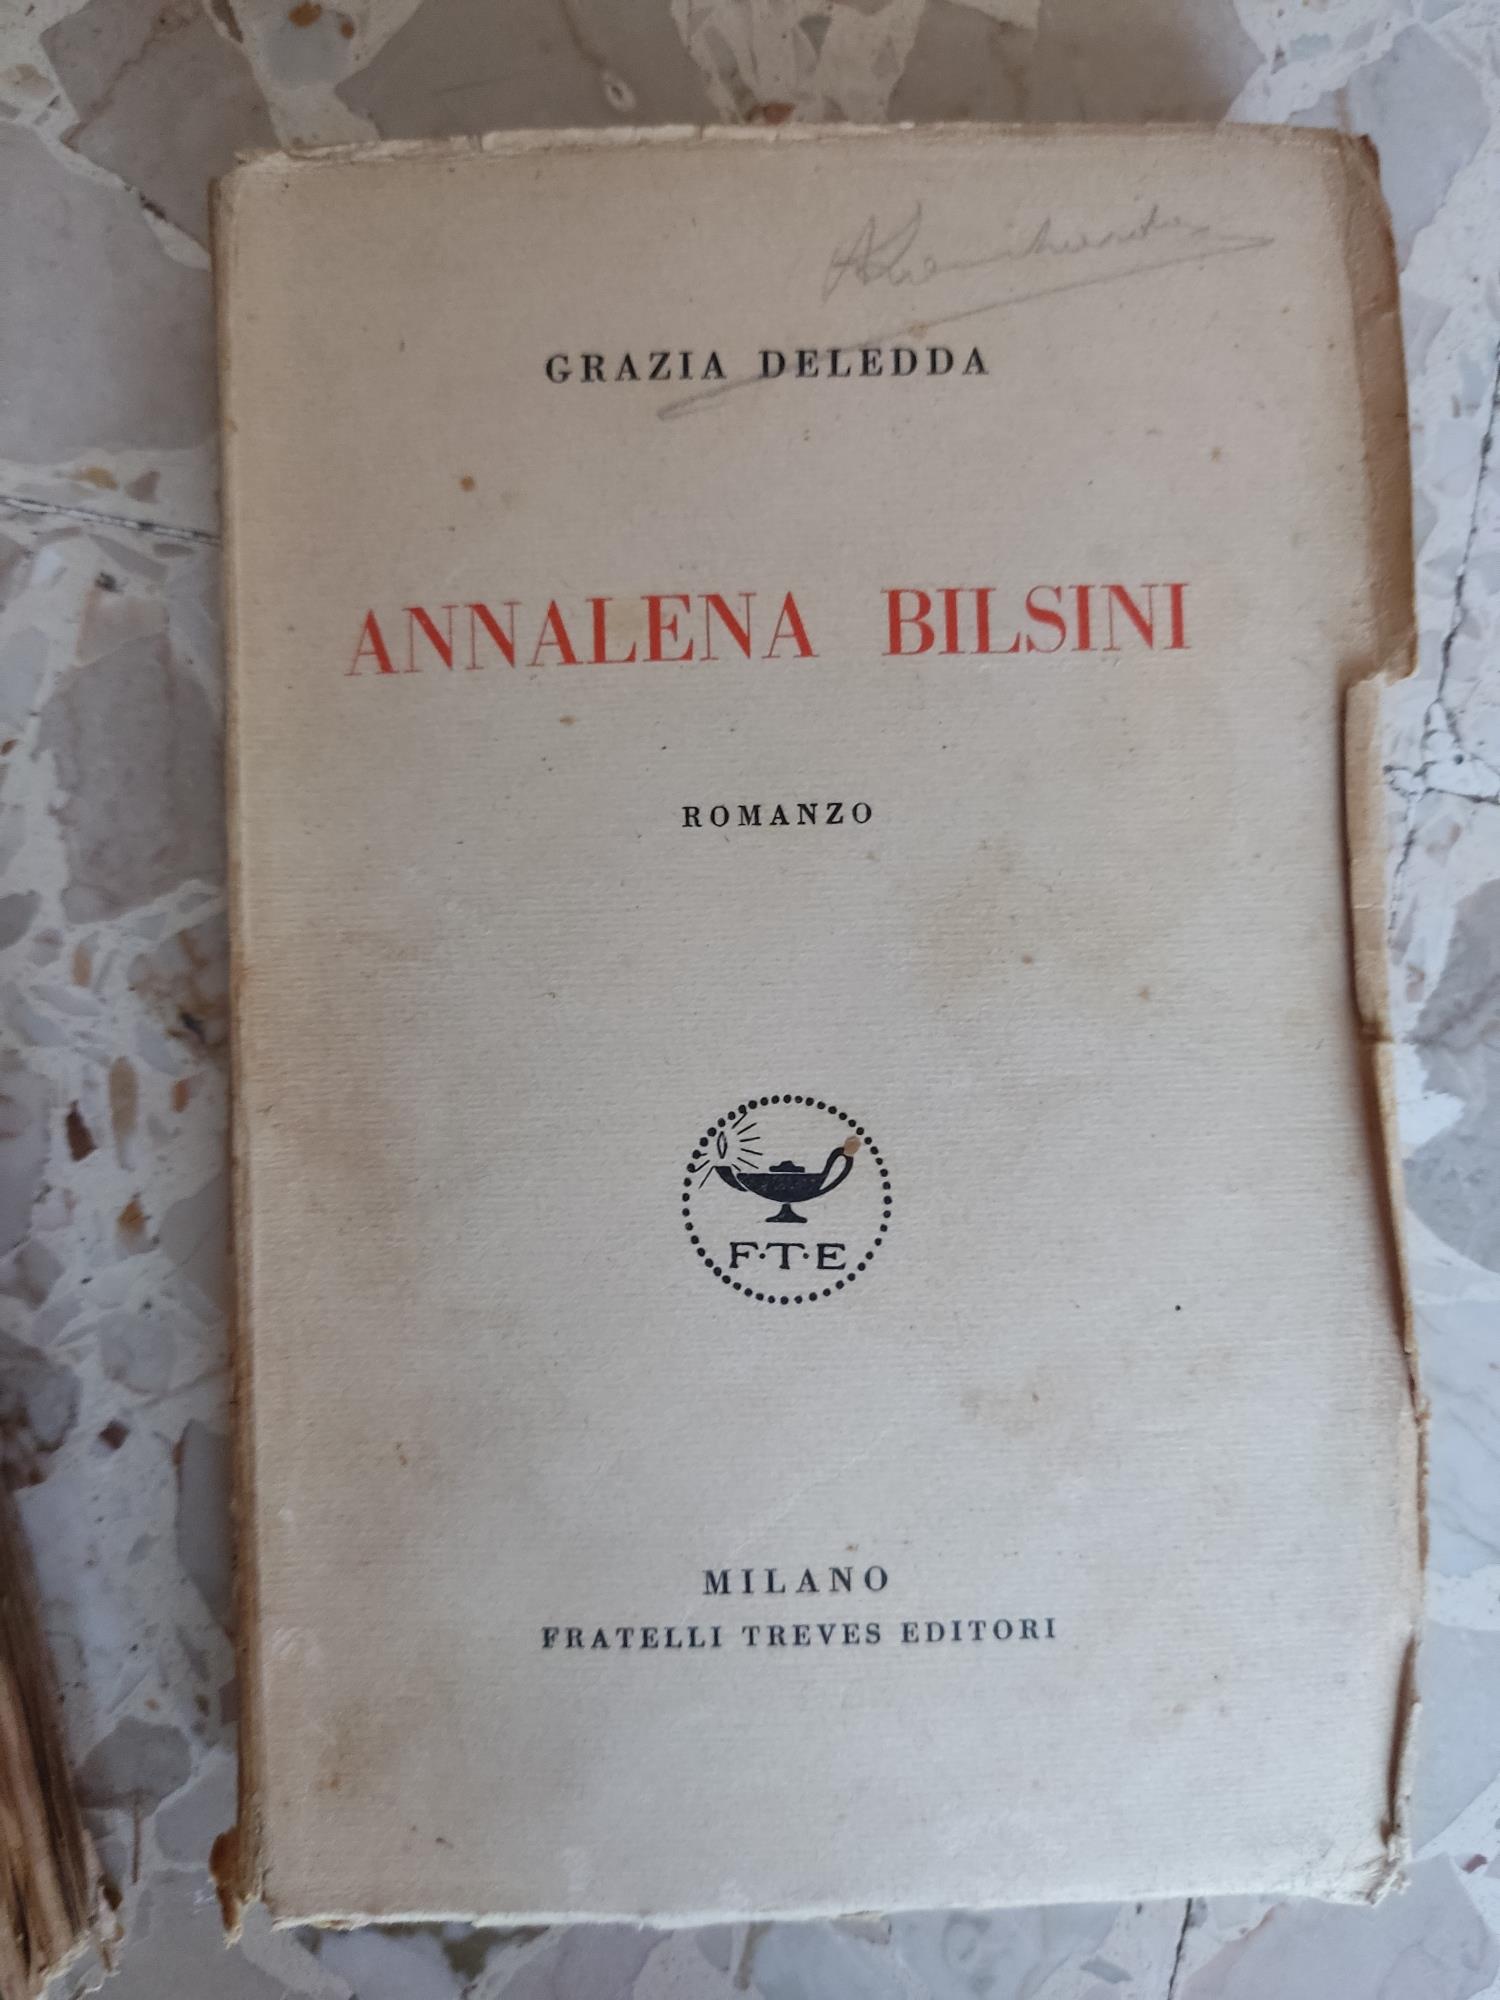 GRAZIA DELEDDA
ANNALENA BILSINI
ROMANZO
F·T·E
MILANO
FRATELLI TREVES EDITORI